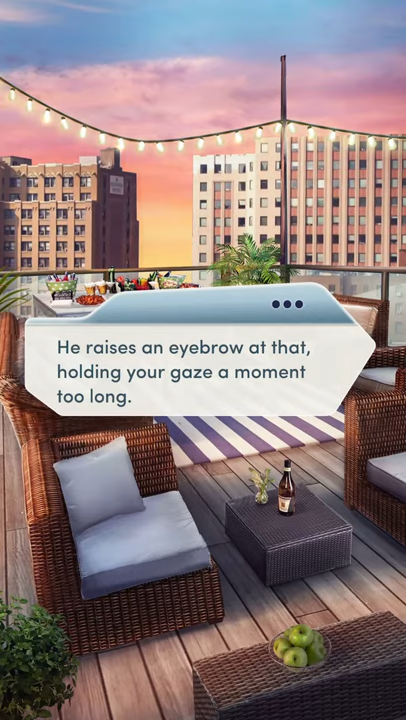 He raises an eyebrow at that,
holding your gaze a moment
too long.